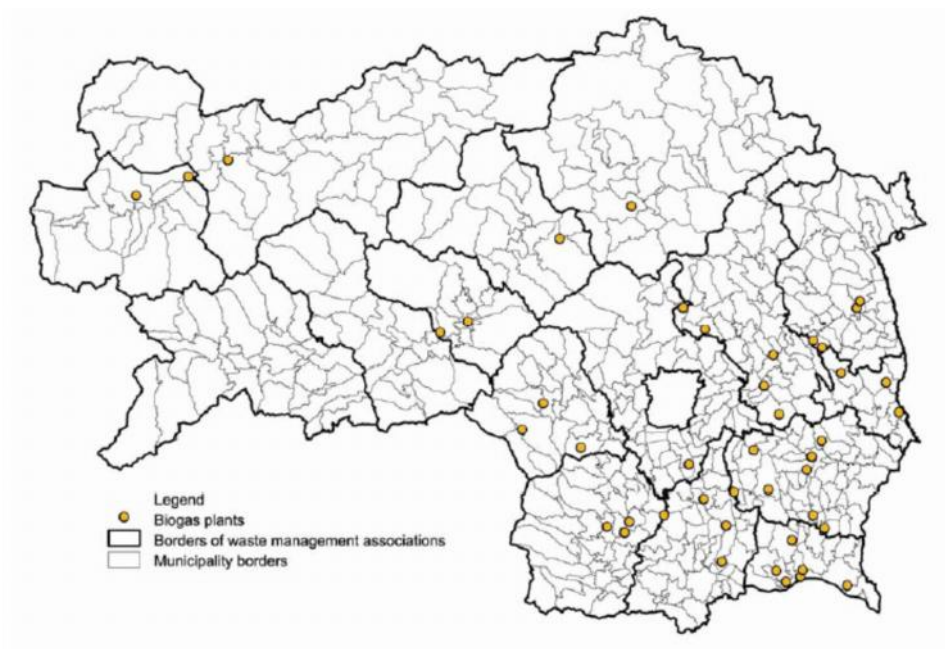 Legend
Biogas plants
Borders of waste management associations
Municipality borders